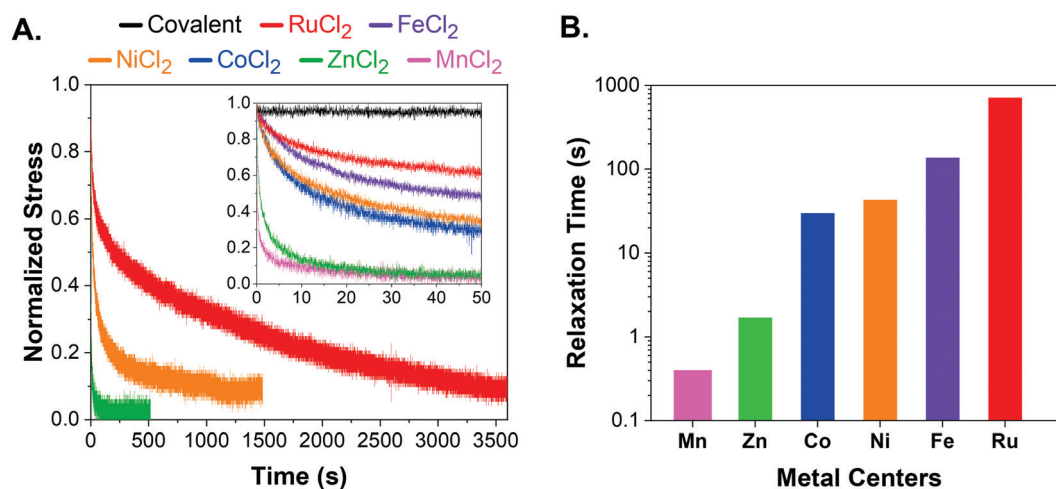 A.
Covalent RuCl₂ FeCl₂
NiCl₂ CoCl₂ ZnCl₂ MnCl₂
Normalized Stress
1.0
0.8
0.6
0.4
0.2
0.0
0 500 1000 1500 2000 2500 3000 3500
Time (s)
1.0
0.8
0.6
0.4
0.2
0.0
0 10 20 30 40 50
B.
Relaxation Time (s)
1000
100
10
1
0.1
Mn Zn Co Ni Fe Ru
Metal Centers